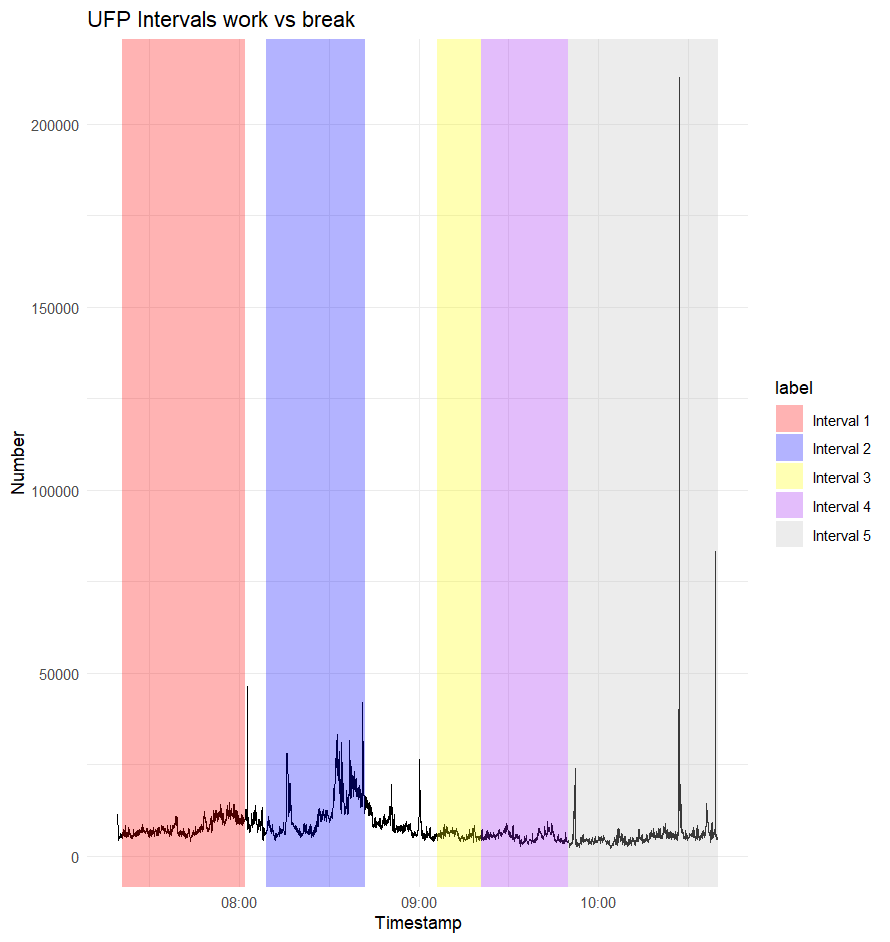 UFP Intervals work vs break
200000
150000
100000
50000
0
Number
08:00
09:00
10:00
Timestamp
label
Interval 1
Interval 2
Interval 3
Interval 4
Interval 5